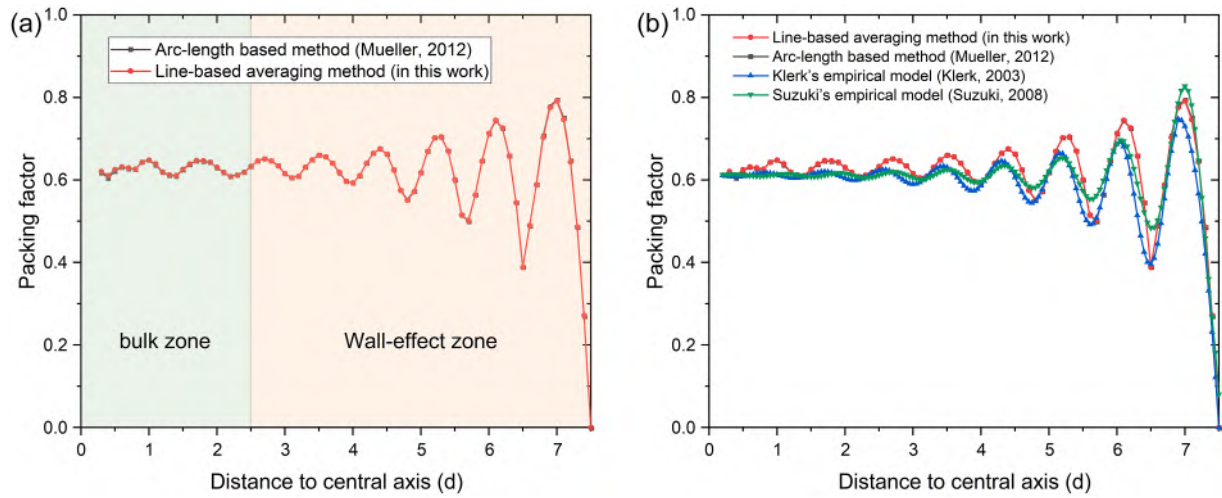 (a)
1.0
0.8
0.6
0.4
0.2
0.0
Packing factor
Arc-length based method (Mueller, 2012)
Line-based averaging method (in this work)
bulk zone
Wall-effect zone
0 1 2 3 4 5 6 7
Distance to central axis (d)
(b)
1.0
0.8
0.6
0.4
0.2
0.0
Packing factor
Line-based averaging method (in this work)
Arc-length based method (Mueller, 2012)
Klerk's empirical model (Klerk, 2003)
Suzuki's empirical model (Suzuki, 2008)
0 1 2 3 4 5 6 7
Distance to central axis (d)